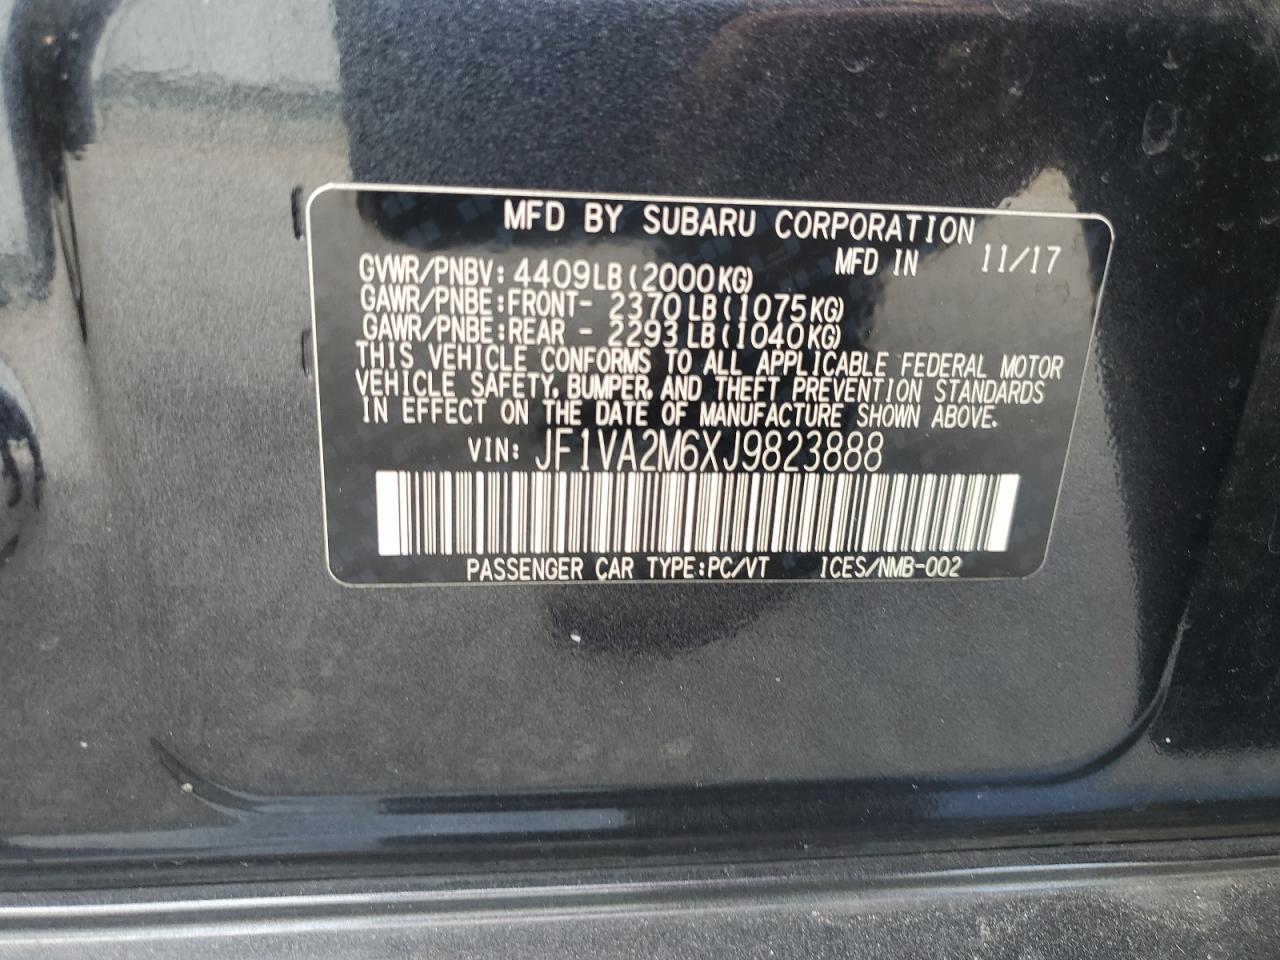 MFD BY SUBARU CORPORATION
MFD IN 11/17
GVWR/PNBV: 4409LB(2000KG)
GAWR/PNBE:FRONT- 2370LB(1075KG)
GAWR/PNBE:REAR - 2293LB(1040KG)
THIS VEHICLE CONFORMS TO ALL APPLICABLE FEDERAL MOTOR
VEHICLE SAFETY, BUMPER, AND THEFT PREVENTION STANDARDS
IN EFFECT ON THE DATE OF MANUFACTURE SHOWN ABOVE.
VIN: JF1VA2M6XJ9823888
PASSENGER CAR TYPE:PC/VT ICES/NMB-002